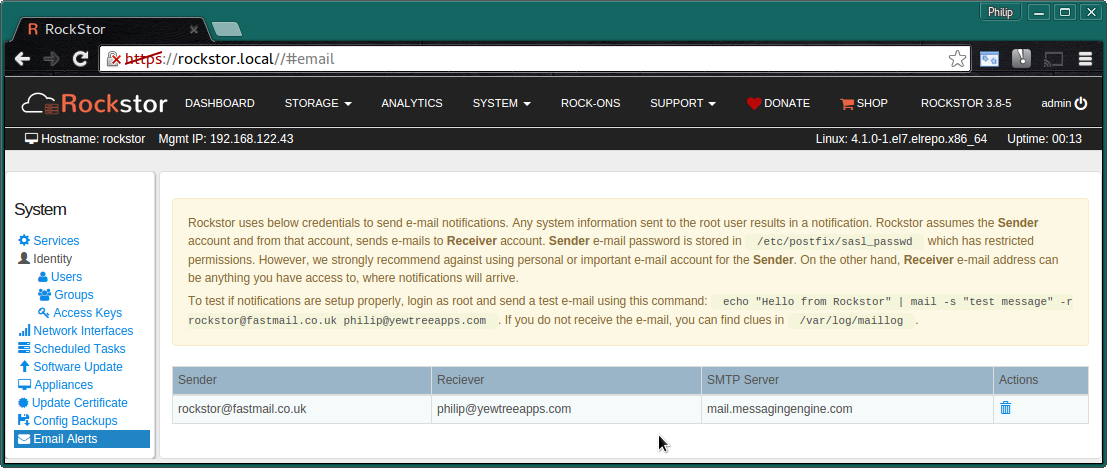 Philip
RockStor
https://rockstor.local//#email
Rockstor DASHBOARD STORAGE ANALYTICS SYSTEM ROCK-ONS SUPPORT DONATE SHOP ROCKSTOR 3.8-5 admin
Hostname: rockstor Mgmt IP: 192.168.122.43 Linux: 4.1.0-1.el7.elrepo.x86_64 Uptime: 00:13
System
Services
Identity
Users
Groups
Access Keys
Network Interfaces
Scheduled Tasks
Software Update
Appliances
Update Certificate
Config Backups
Email Alerts
Rockstor uses below credentials to send e-mail notifications. Any system information sent to the root user results in a notification. Rockstor assumes the Sender
account and from that account, sends e-mails to Receiver account. Sender e-mail password is stored in /etc/postfix/sasl_passwd which has restricted
permissions. However, we strongly recommend against using personal or important e-mail account for the Sender. On the other hand, Receiver e-mail address can
be anything you have access to, where notifications will arrive.
To test if notifications are setup properly, login as root and send a test e-mail using this command: echo "Hello from Rockstor" | mail -s "test message" -r
rockstor@fastmail.co.uk philip@yewtreeapps.com . If you do not receive the e-mail, you can find clues in /var/log/maillog .
Sender Reciever SMTP Server Actions
rockstor@fastmail.co.uk philip@yewtreeapps.com mail.messagingengine.com